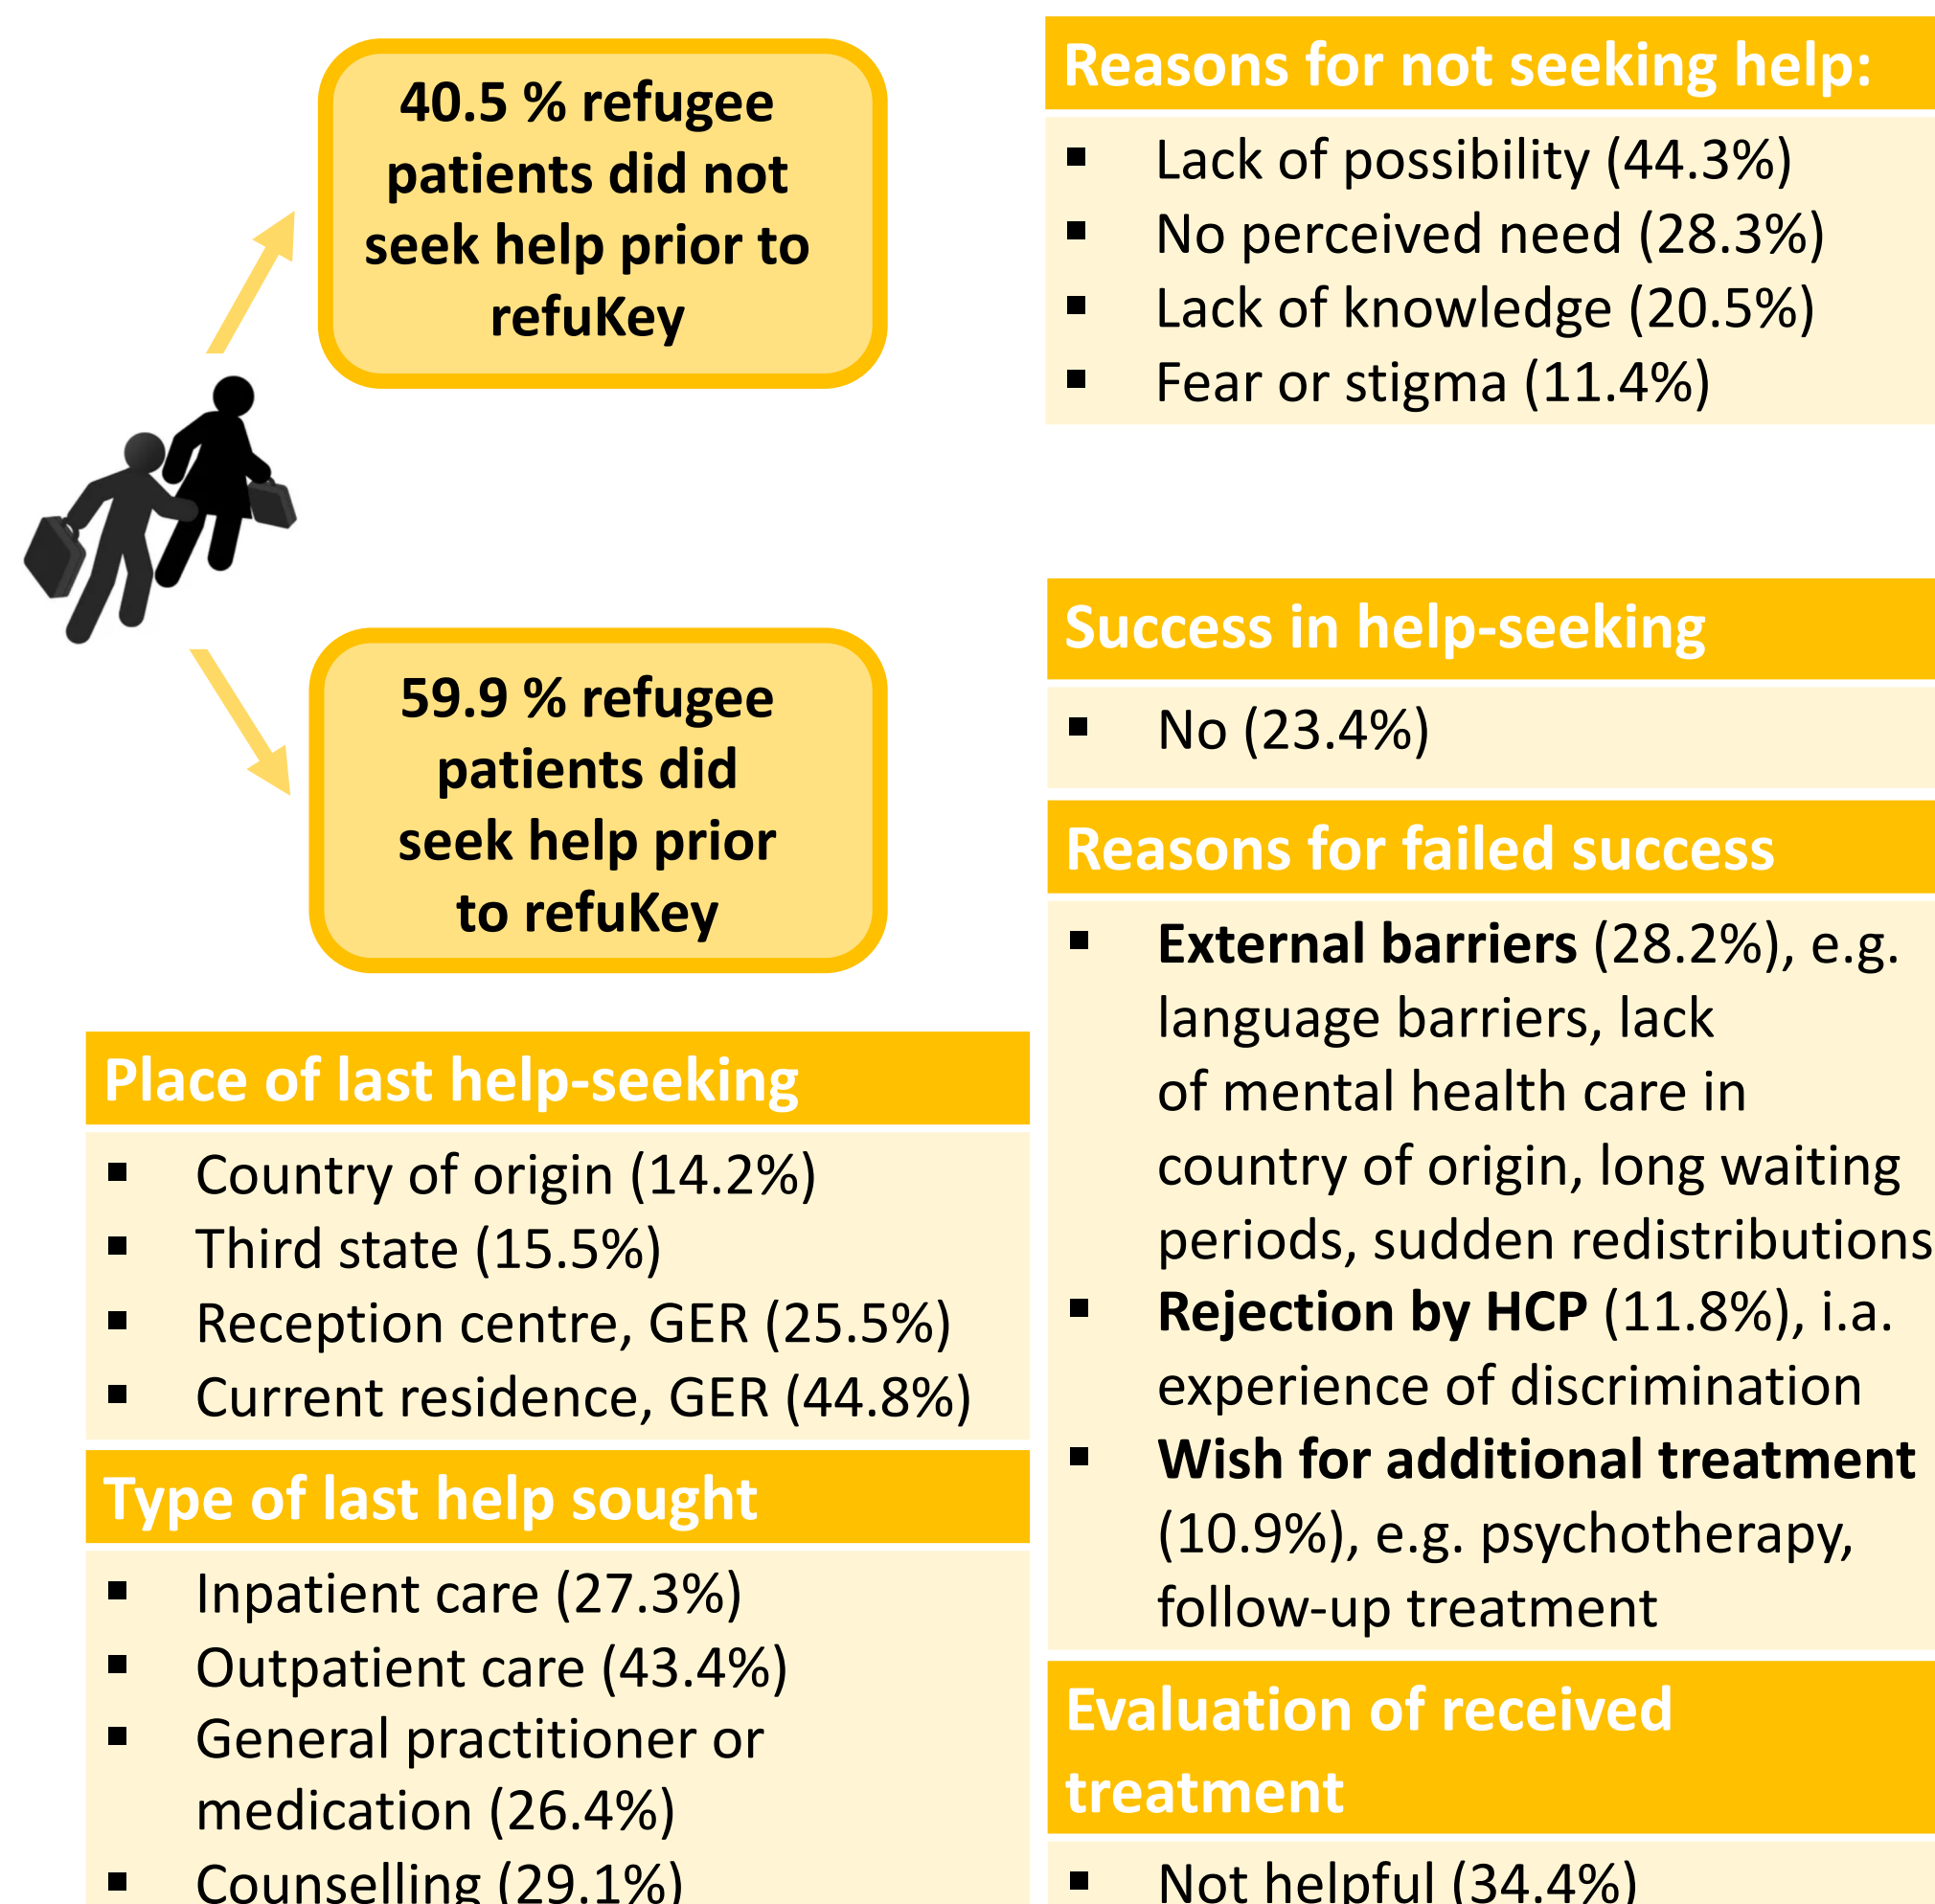 40.5 % refugee
patients did not
seek help prior to
refuKey
Reasons for not seeking help:
▪ Lack of possibility (44.3%)
▪ No perceived need (28.3%)
▪ Lack of knowledge (20.5%)
▪ Fear or stigma (11.4%)
59.9 % refugee
patients did
seek help prior
to refuKey
Place of last help-seeking
▪ Country of origin (14.2%)
▪ Third state (15.5%)
▪ Reception centre, GER (25.5%)
▪ Current residence, GER (44.8%)
Type of last help sought
▪ Inpatient care (27.3%)
▪ Outpatient care (43.4%)
▪ General practitioner or
medication (26.4%)
▪ Counselling (29.1%)
Success in help-seeking
▪ No (23.4%)
Reasons for failed success
▪ External barriers (28.2%), e.g.
language barriers, lack
of mental health care in
country of origin, long waiting
periods, sudden redistributions
▪ Rejection by HCP (11.8%), i.a.
experience of discrimination
▪ Wish for additional treatment
(10.9%), e.g. psychotherapy,
follow-up treatment
Evaluation of received
treatment
▪ Not helpful (34.4%)